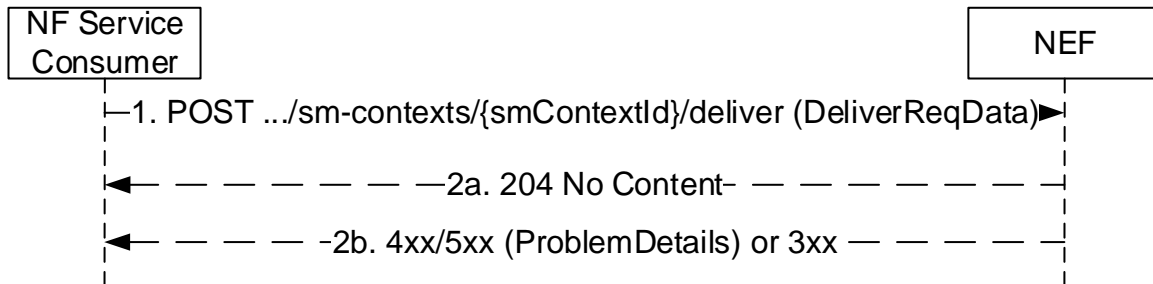 NF Service
Consumer
NEF
1. POST .../sm-contexts/{smContextId}/deliver (DeliverReqData)
2a. 204 No Content
2b. 4xx/5xx (ProblemDetails) or 3xx